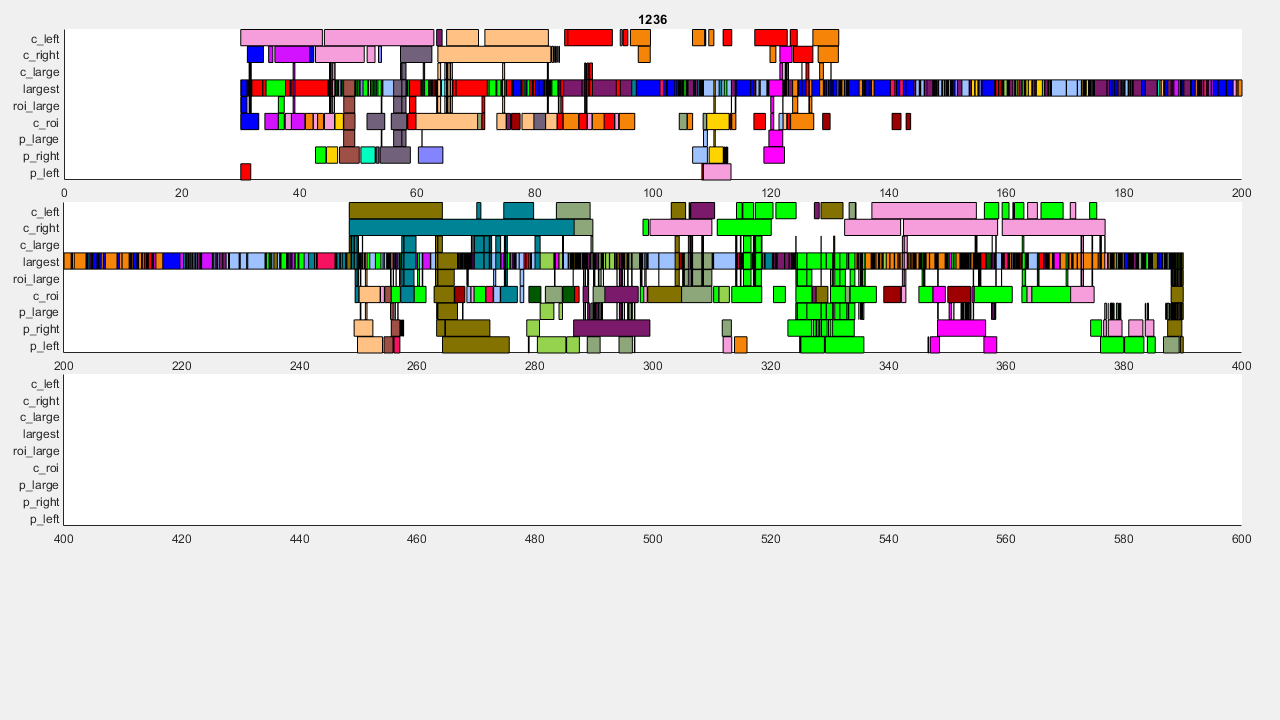 1236
c_left
c_right
c_large
largest
roi_large
c_roi
p_large
p_right
p_left
0 20 40 60 80 100 120 140 160 180 200
c_left
c_right
c_large
largest
roi_large
c_roi
p_large
p_right
p_left
200 220 240 260 280 300 320 340 360 380 400
c_left
c_right
c_large
largest
roi_large
c_roi
p_large
p_right
p_left
400 420 440 460 480 500 520 540 560 580 600